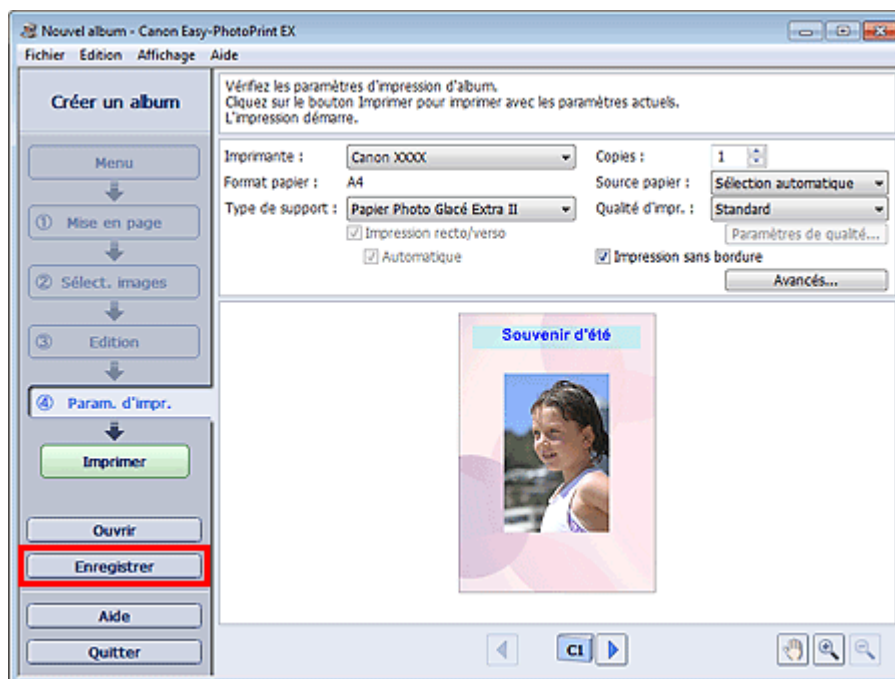 Nouvel album - Canon Easy-PhotoPrint EX
Fichier Edition Affichage Aide
Créer un album
Vérifiez les paramètres d'impression d'album.
Cliquez sur le bouton Imprimer pour imprimer avec les paramètres actuels.
L'impression démarre.
Menu
① Mise en page
② Sélect. images
③ Edition
④ Param. d'impr.
Imprimer
Ouvrir
Enregistrer
Aide
Quitter
Imprimante : Canon XXXX
Copies : 1
Format papier : A4
Source papier : Sélection automatique
Type de support : Papier Photo Glacé Extra II
Qualité d'impr. : Standard
Impression recto/verso
Paramètres de qualité...
Automatique
Impression sans bordure
Avancés...
Souvenir d'été
C1